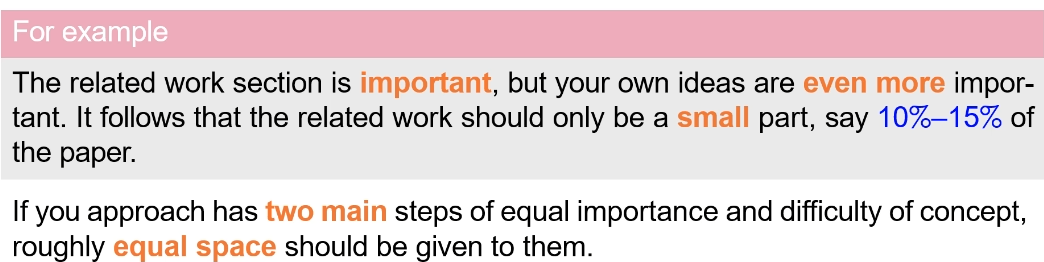 For example
The related work section is important, but your own ideas are even more impor-
tant. It follows that the related work should only be a small part, say 10%–15% of
the paper.
If you approach has two main steps of equal importance and difficulty of concept,
roughly equal space should be given to them.